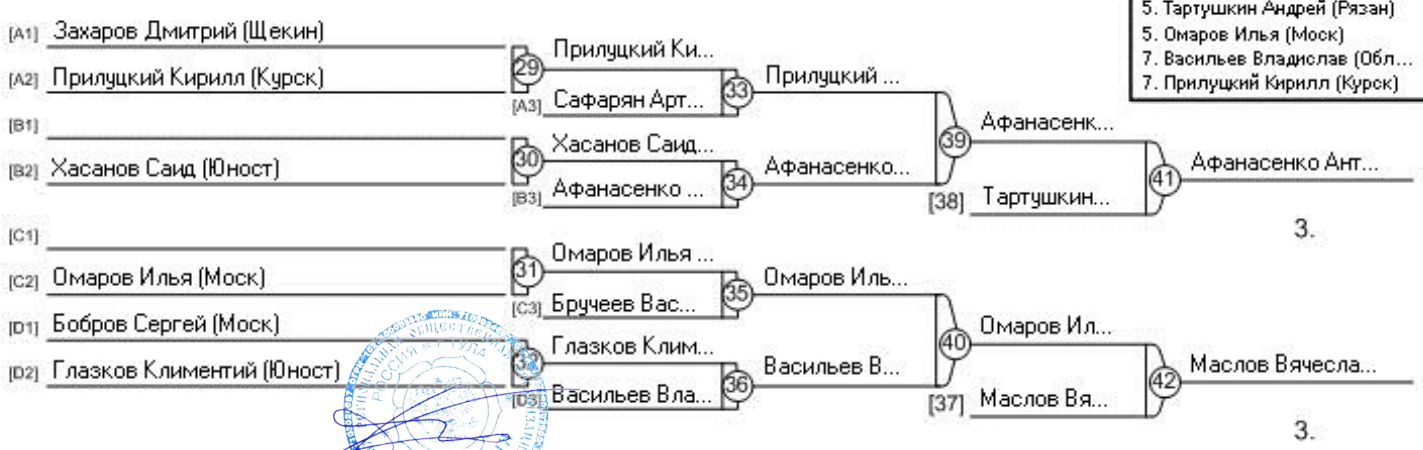 5. Тартушкин Андрей (Рязан)
5. Омаров Илья (Моск)
7. Васильев Владислав (Обл...
7. Прилуцкий Кирилл (Курск)
[A1] Захаров Дмитрий (Щекин)
[A2] Прилуцкий Кирилл (Курск)
29
Прилуцкий Ки...
[A3] Сафарян Арт...
33
Прилуцкий ...
[B1]
[B2] Хасанов Саид (Юност)
30
Хасанов Саид...
[B3] Афанасенко ...
34
Афанасенко...
39
Афанасенк...
[38] Тартушкин...
41
Афанасенко Ант...
3.
[C1]
[C2] Омаров Илья (Моск)
31
Омаров Илья ...
[C3] Бручеев Вас...
35
Омаров Иль...
[D1] Бобров Сергей (Моск)
[D2] Глазков Климентий (Юност)
Глазков Клим...
[D3] Васильев Вла...
36
Васильев В...
40
Омаров Ил...
[37] Маслов Вя...
42
Маслов Вячесла...
3.
РОССИЯ г. ТУЛА